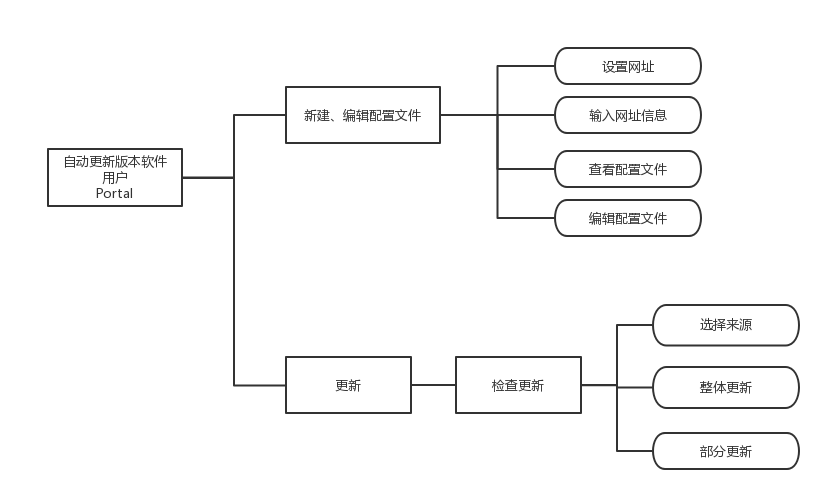 自动更新版本软件
用户
Portal
新建、编辑配置文件
设置网址
输入网址信息
查看配置文件
编辑配置文件
更新
检查更新
选择来源
整体更新
部分更新